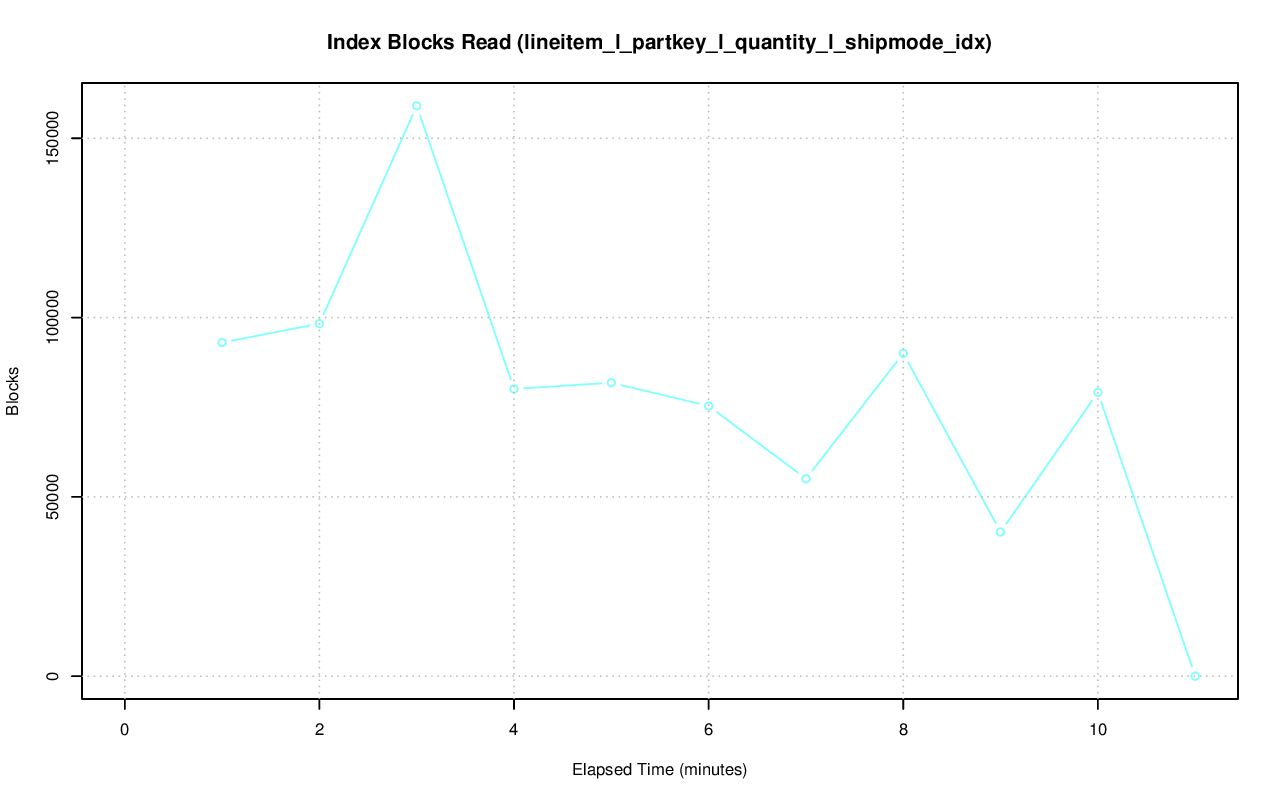 Index Blocks Read (lineitem_l_partkey_l_quantity_l_shipmode_idx)
Blocks
150000
100000
50000
0
0 2 4 6 8 10
Elapsed Time (minutes)